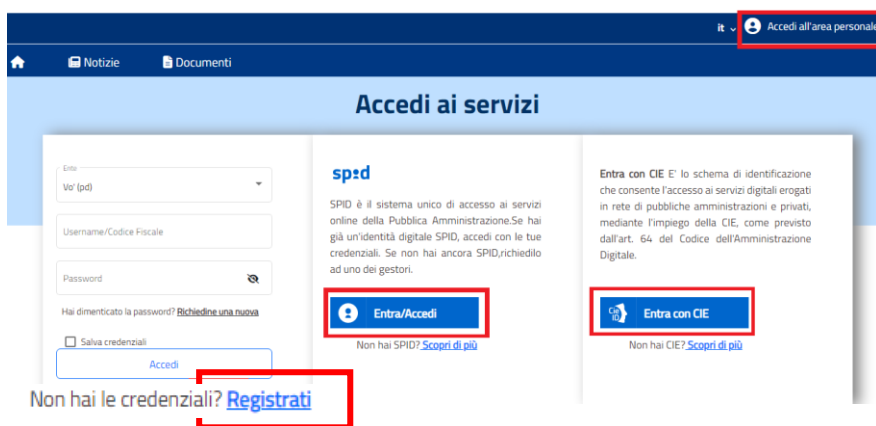 it
Accedi all'area personale
Notizie
Documenti
Accedi ai servizi
Ente
Vo' (pd)
Username/Codice Fiscale
Password
Hai dimenticato la password? Richiedine una nuova
Salva credenziali
Accedi
Non hai le credenziali? Registrati
spid
SPID è il sistema unico di accesso ai servizi
online della Pubblica Amministrazione.Se hai
già un'identità digitale SPID, accedi con le tue
credenziali. Se non hai ancora SPID,richiedilo
ad uno dei gestori.
Entra/Accedi
Non hai SPID? Scopri di più
Entra con CIE E' lo schema di identificazione
che consente l'accesso ai servizi digitali erogati
in rete di pubbliche amministrazioni e privati,
mediante l'impiego della CIE, come previsto
dall'art. 64 del Codice dell'Amministrazione
Digitale.
Entra con CIE
Non hai CIE? Scopri di più